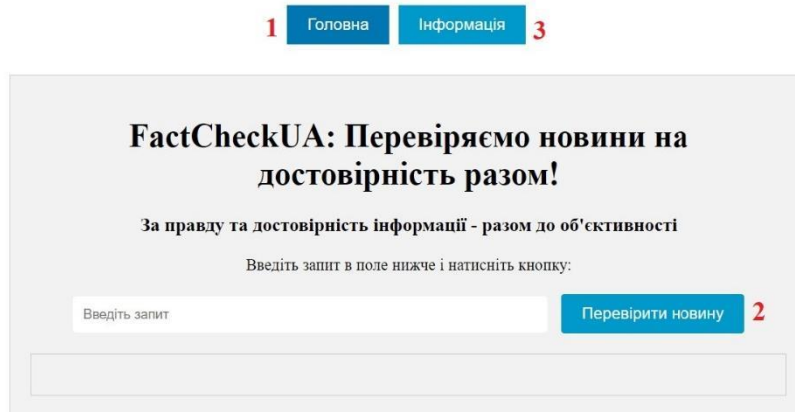 1 Головна Інформація 3
FactCheckUA: Перевіряємо новини на
достовірність разом!
За правду та достовірність інформації - разом до об'єктивності
Введіть запит в поле нижче і натисніть кнопку:
Введіть запит Перевірити новину 2